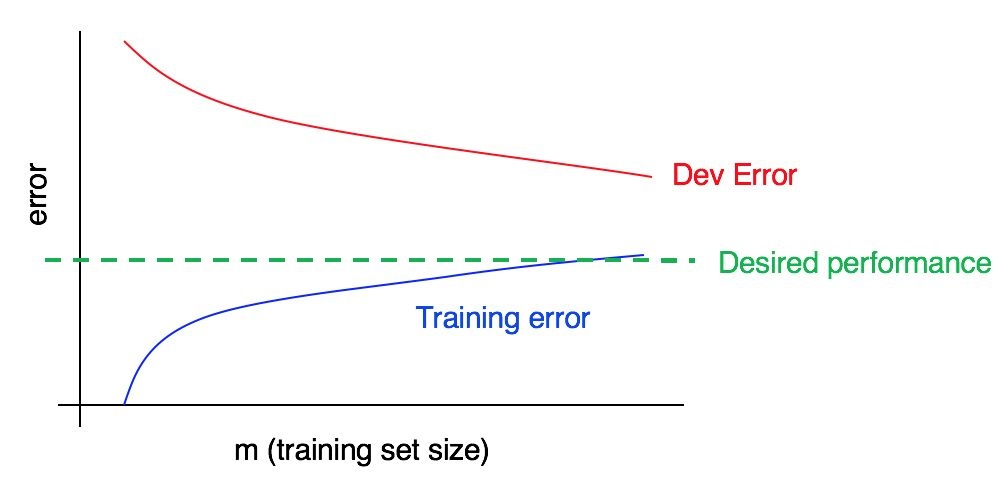 error
Dev Error
Desired performance
Training error
m (training set size)